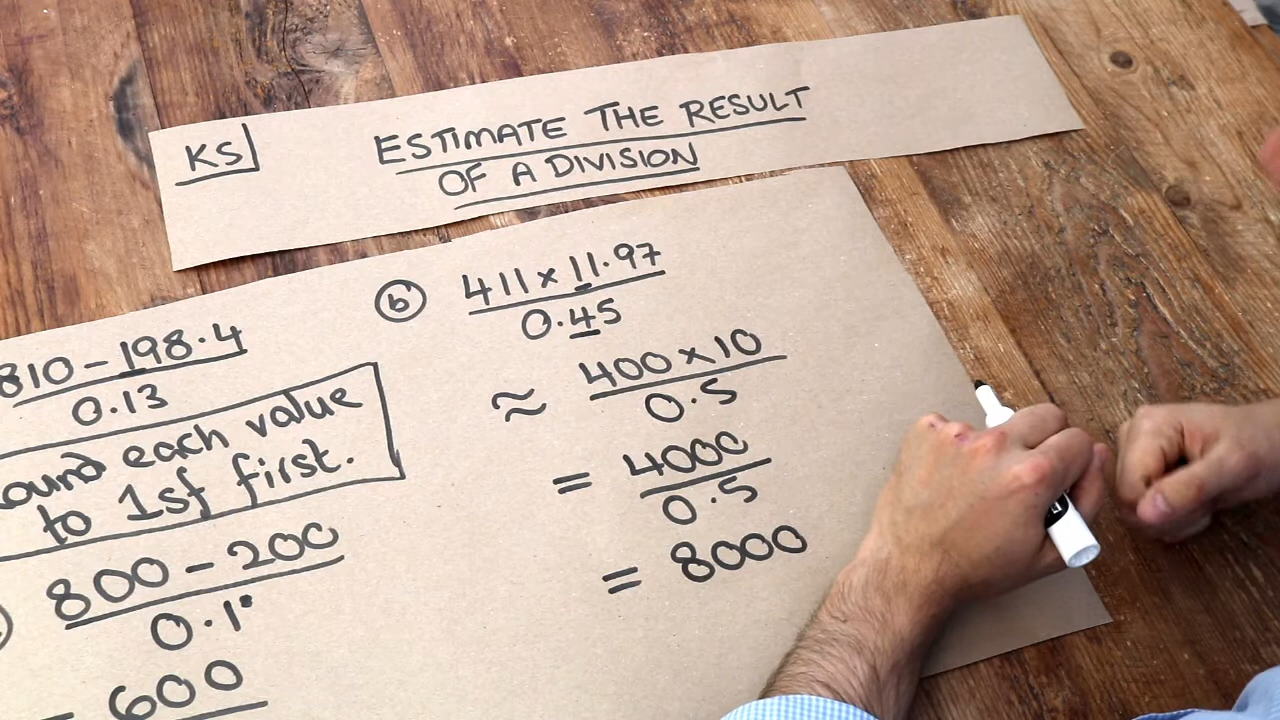 KS
ESTIMATE THE RESULT
OF A DIVISION
810 - 198.4
0.13
each value
to 1sf first.
800 - 200
0.1
600
b
411 × 11.97
0.45
≈ 400 × 10
0.5
= 4000
0.5
= 8000